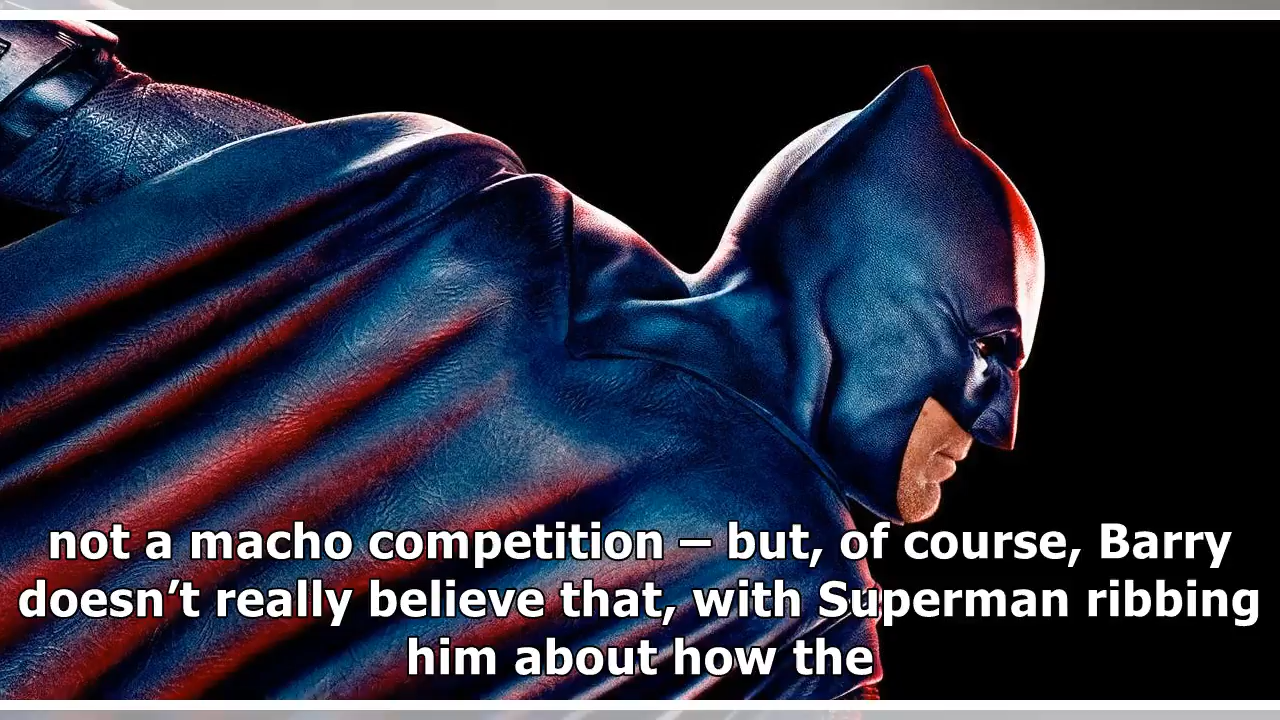 not a macho competition – but, of course, Barry
doesn’t really believe that, with Superman ribbing
him about how the